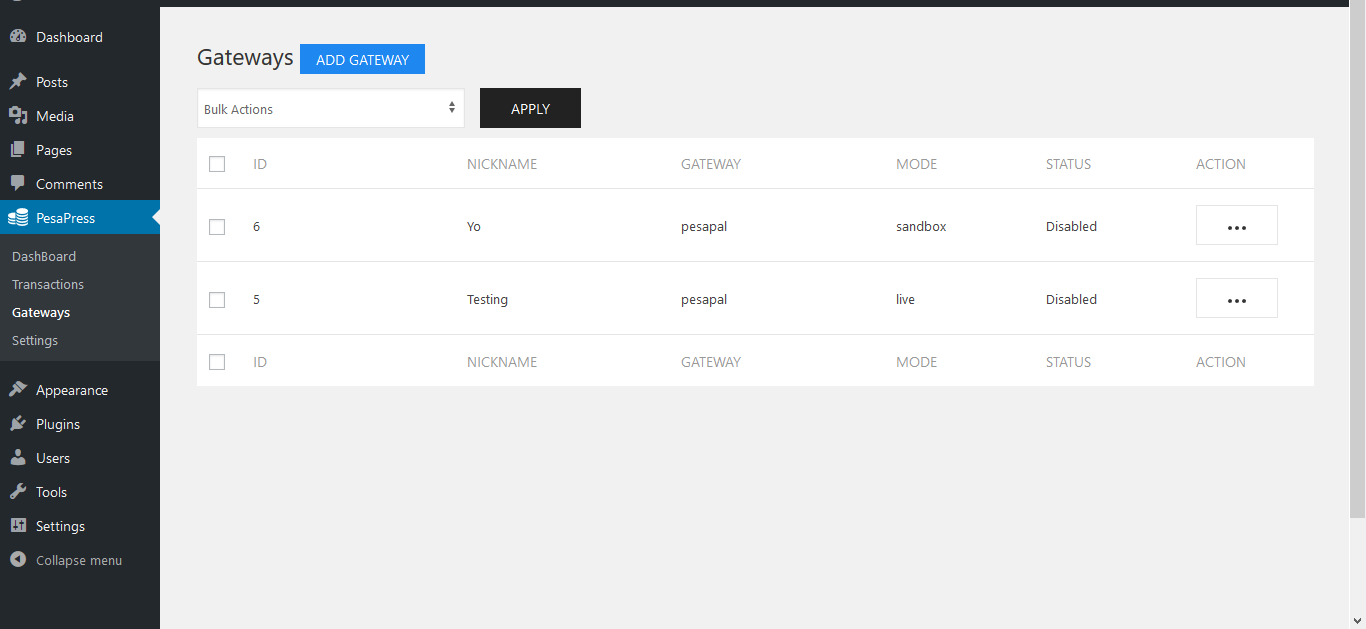 Dashboard
Posts
Media
Pages
Comments
PesaPress
DashBoard
Transactions
Gateways
Settings
Appearance
Plugins
Users
Tools
Settings
Collapse menu
Gateways ADD GATEWAY
Bulk Actions APPLY
ID NICKNAME GATEWAY MODE STATUS ACTION
6 Yo pesapal sandbox Disabled •••
5 Testing pesapal live Disabled •••
ID NICKNAME GATEWAY MODE STATUS ACTION